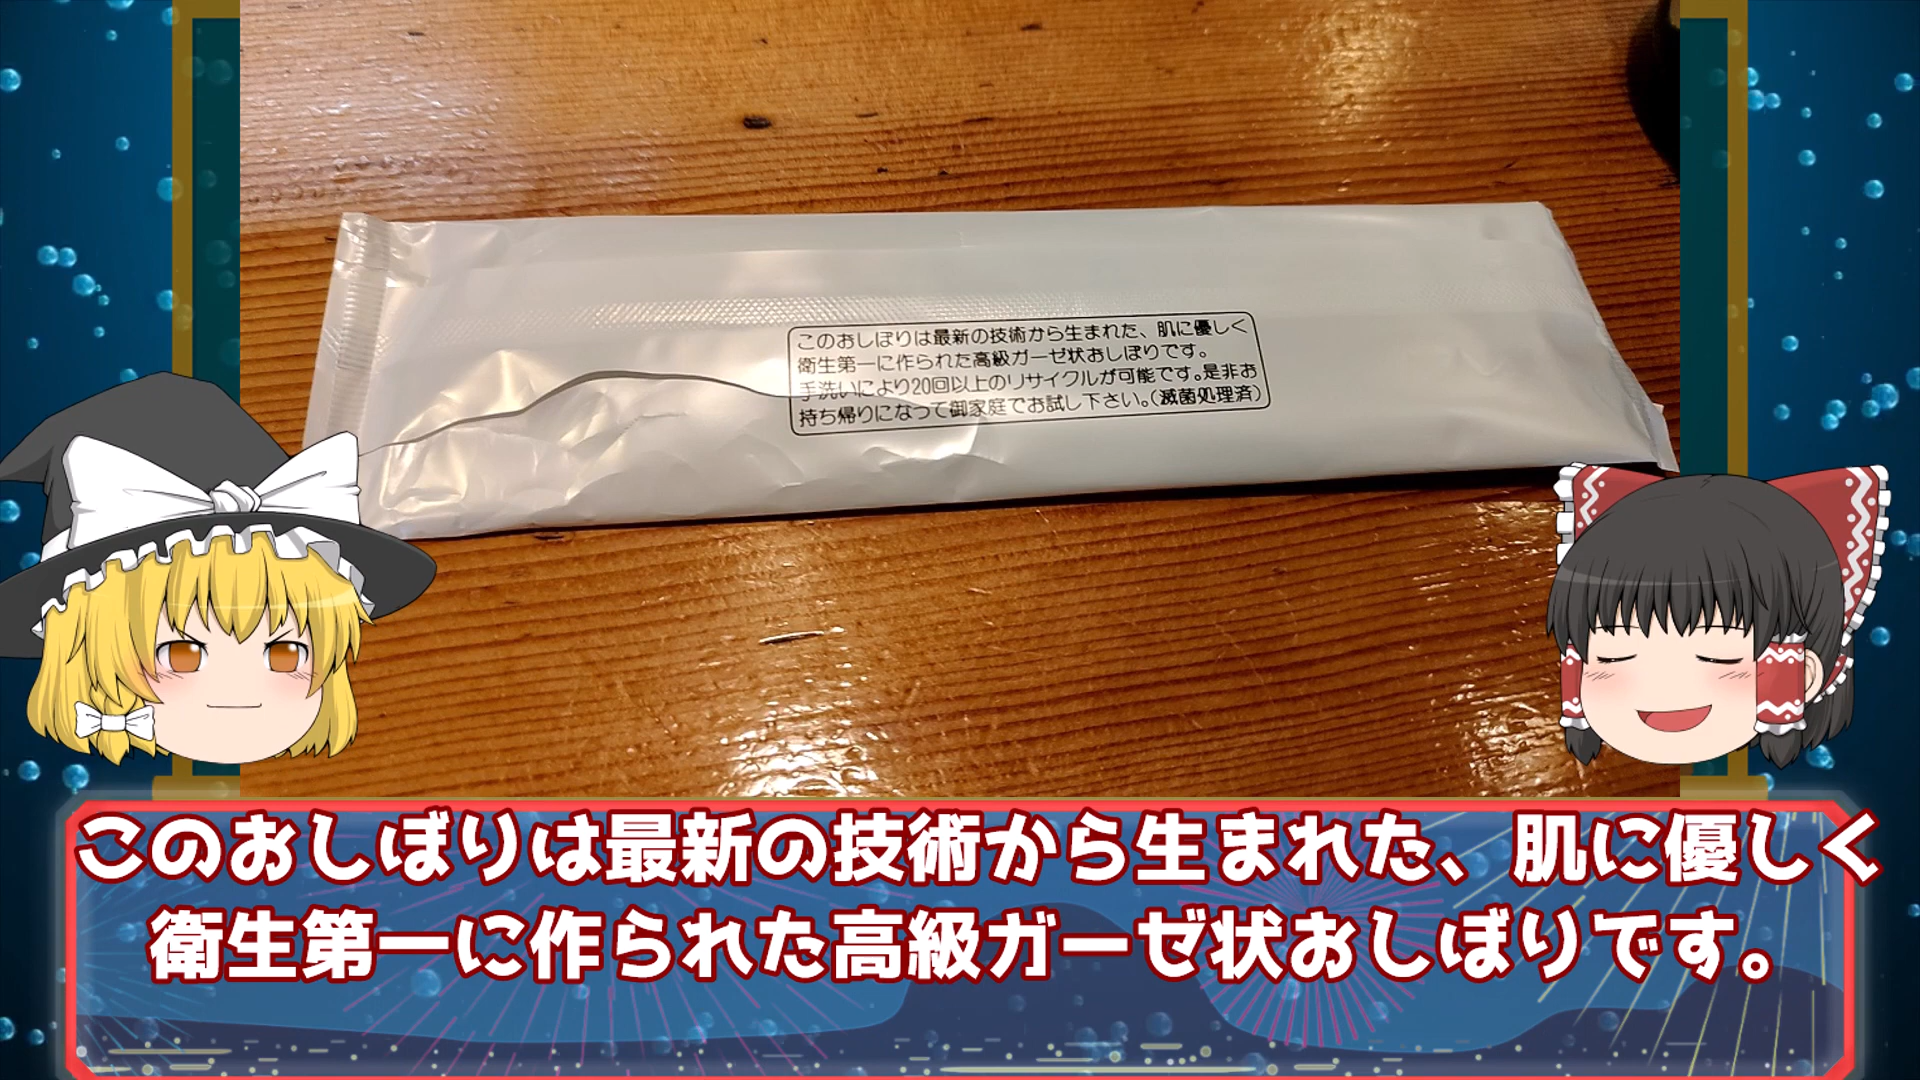 このおしぼりは最新の技術から生まれた、肌に優しく
衛生第一に作られた高級ガーゼ状おしぼりです。
手洗いにより20回以上のリサイクルが可能です。是非お
持ち帰りになって御家庭でお試し下さい。(滅菌処理済)
このおしぼりは最新の技術から生まれた、肌に優しく
衛生第一に作られた高級ガーゼ状おしぼりです。